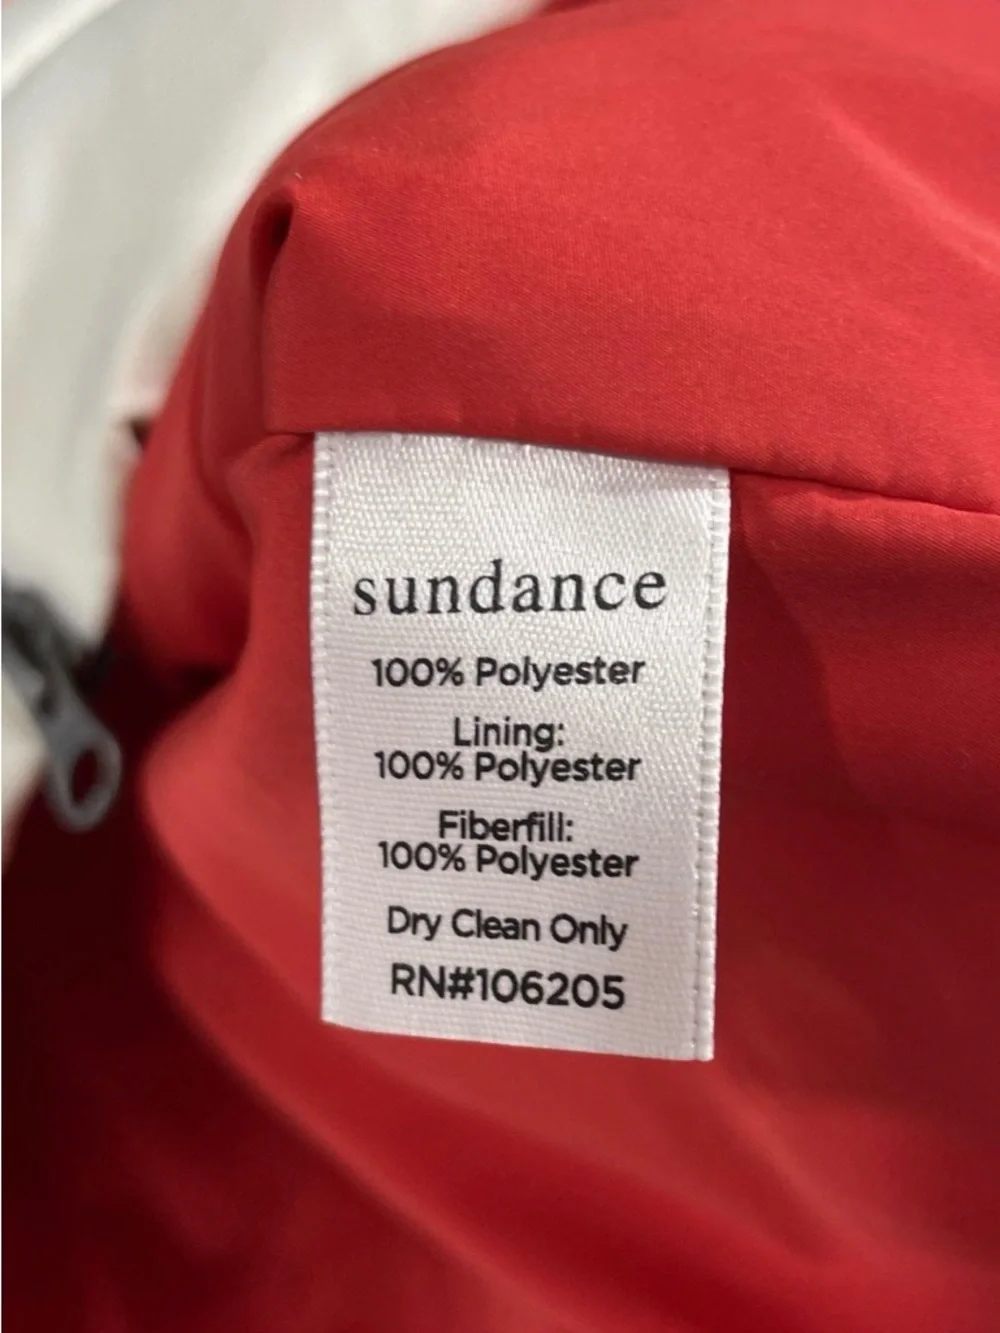 sundance
100% Polyester
Lining:
100% Polyester
Fiberfill:
100% Polyester
Dry Clean Only
RN#106205